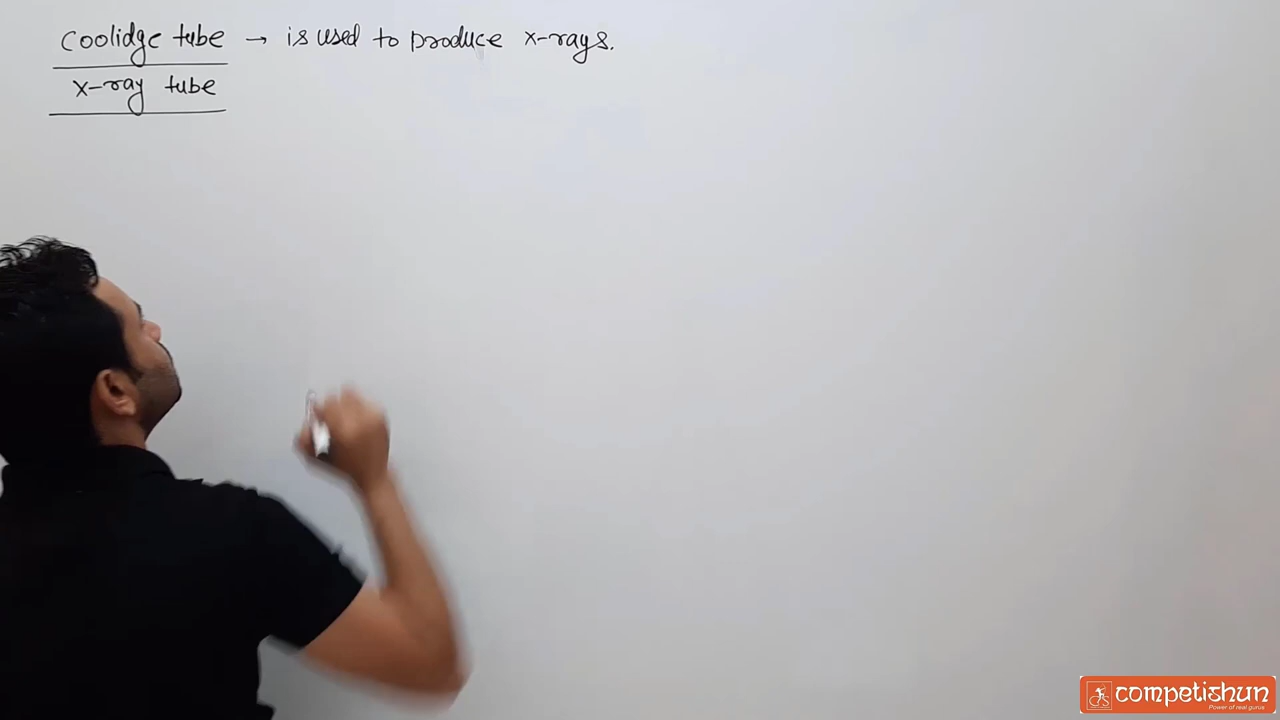 coolidge tube → is used to produce x-rays.
x-ray tube
competishun
Power of real gurus